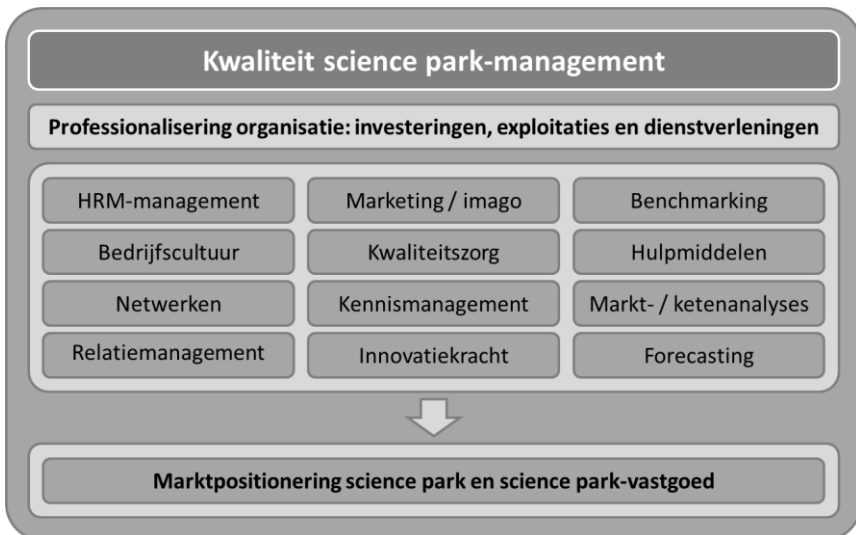 Kwaliteit science park-management
Professionalisering organisatie: investeringen, exploitaties en dienstverleningen
HRM-management
Marketing / imago
Benchmarking
Bedrijfscultuur
Kwaliteitszorg
Hulpmiddelen
Netwerken
Kennismanagement
Markt- / ketenanalyses
Relatiemanagement
Innovatiekracht
Forecasting
Marktpositionering science park en science park-vastgoed